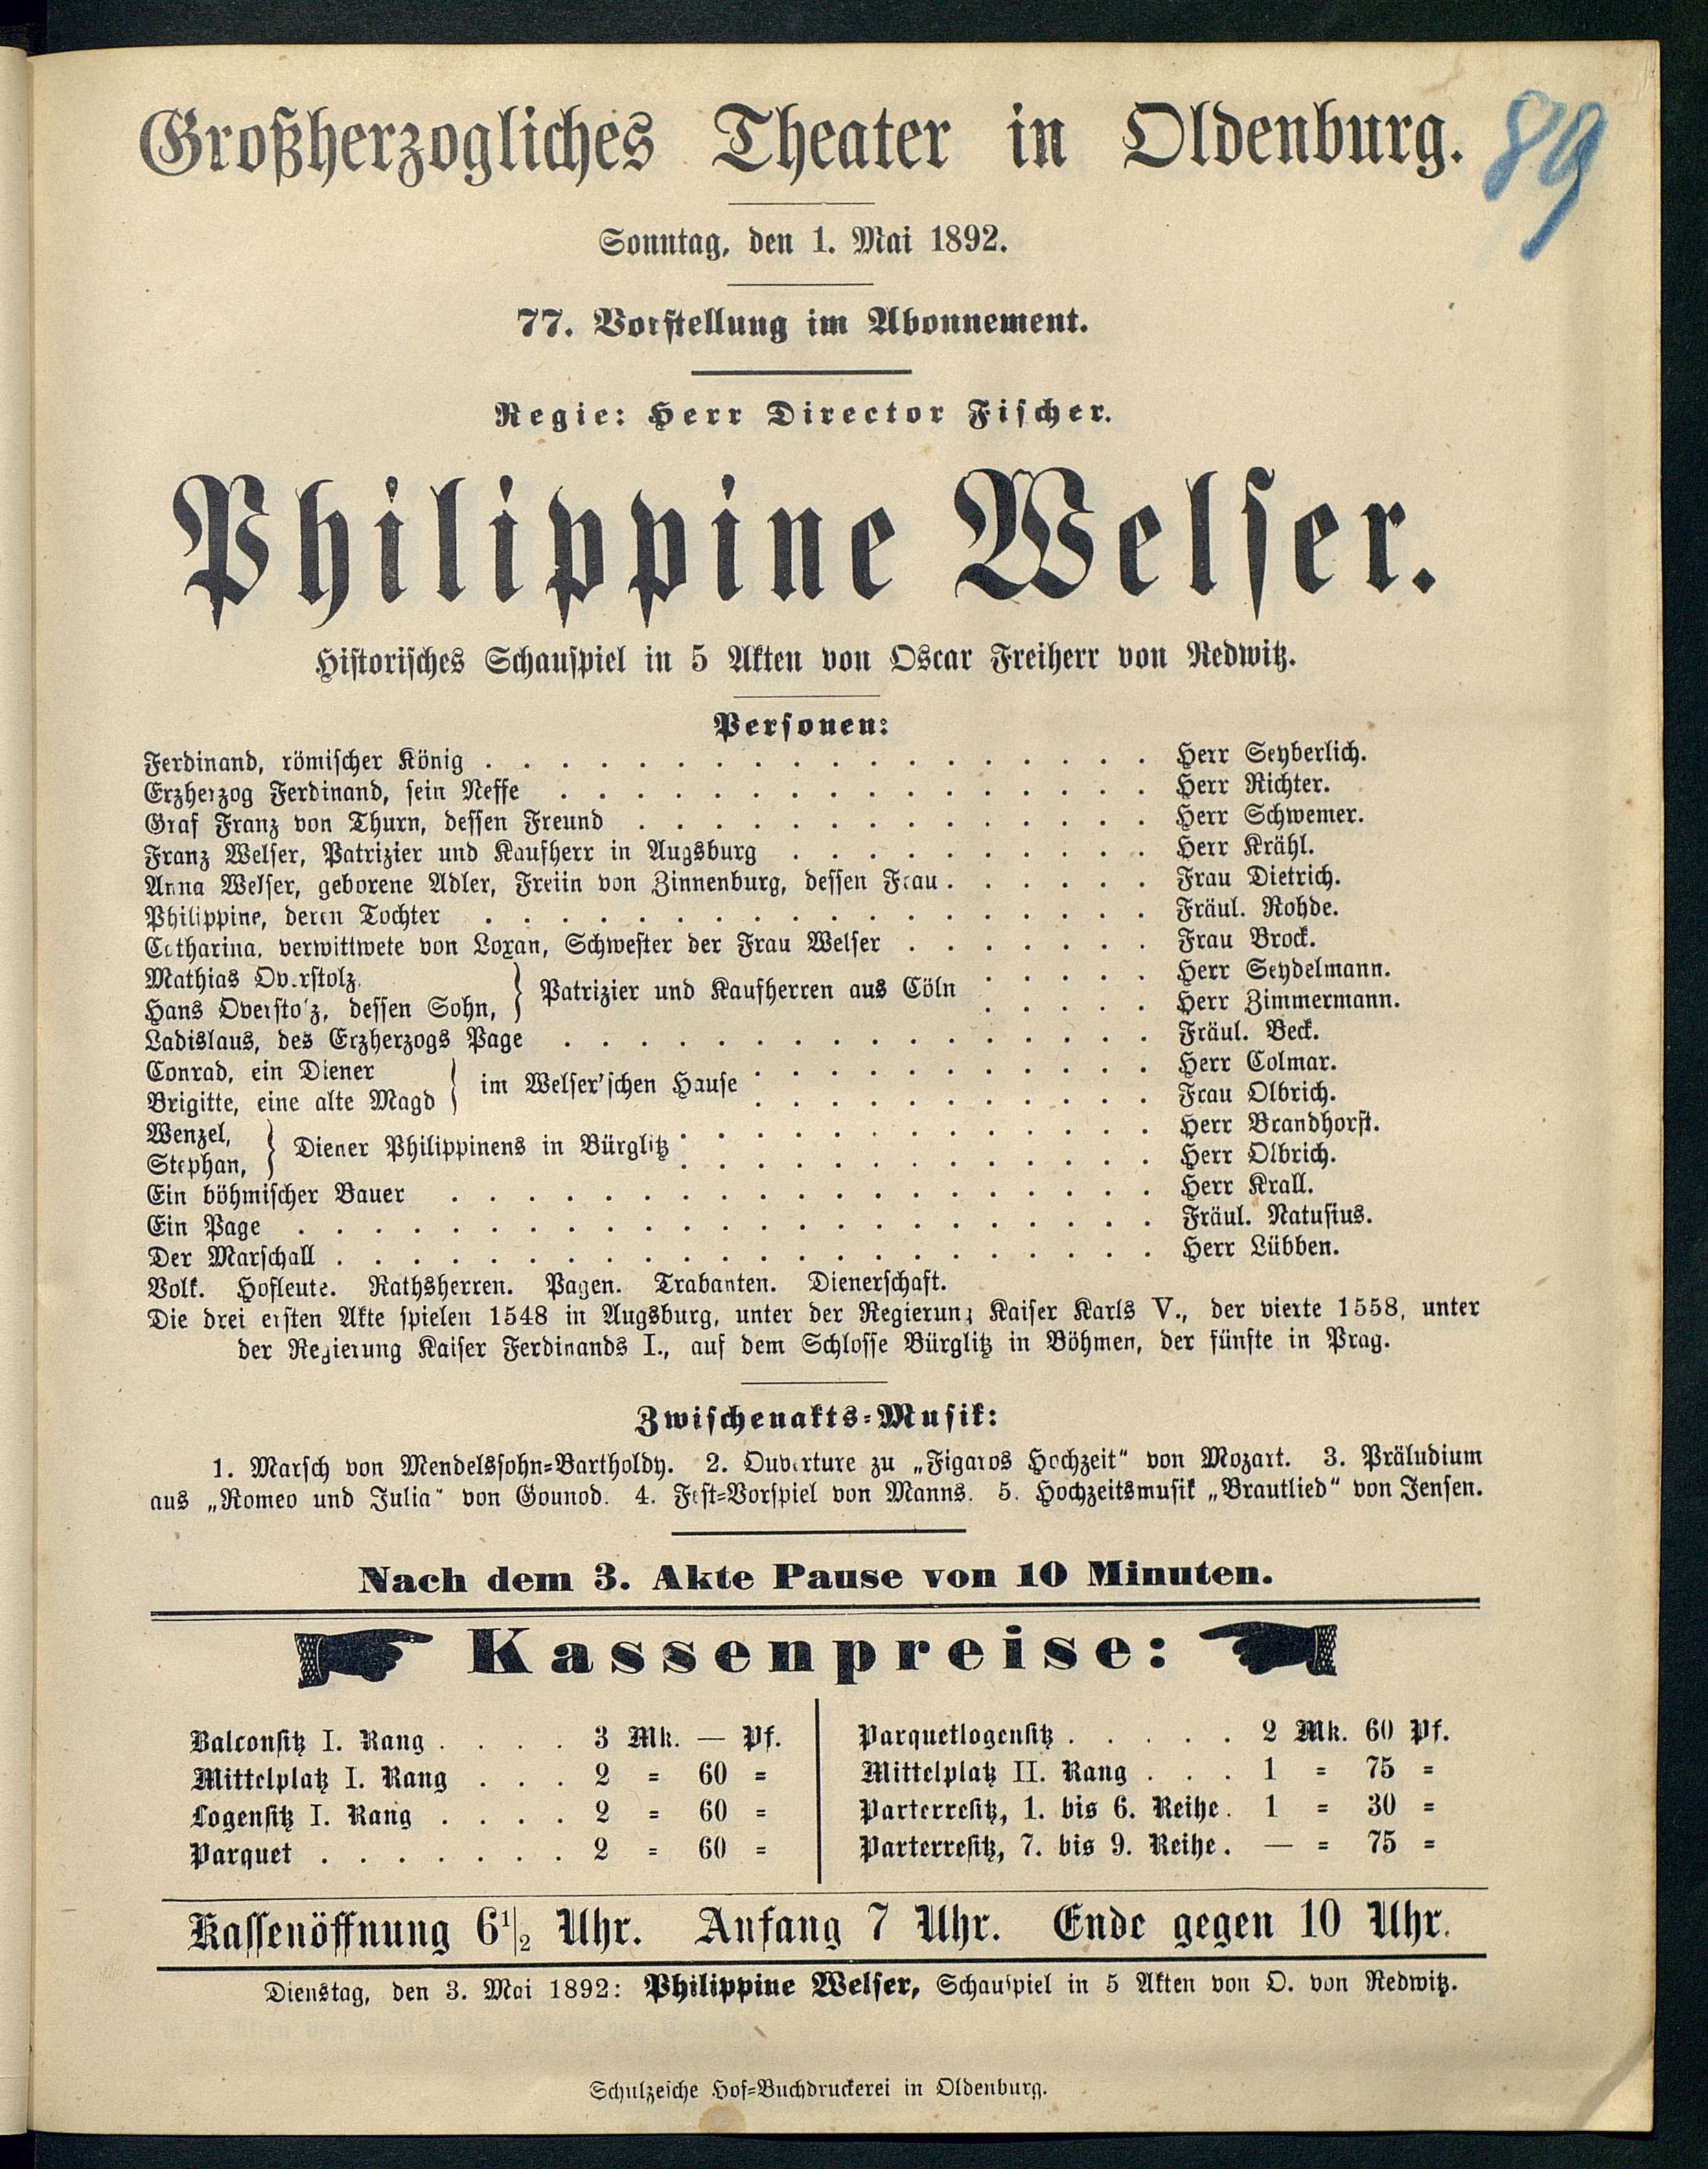 Großherzogliches Theater in Oldenburg.
89
Sonntag, den 1. Mai 1892.
77. Vorstellung im Abonnement.
Regie: Herr Director Fischer.
Philippine Welser.
Historisches Schauspiel in 5 Akten von Oscar Freiherr von Redwitz.
Personen:
Ferdinand, römischer König . . . . . . . . . . . . . . . . . . Herr Seyberlich.
Erzherzog Ferdinand, sein Neffe . . . . . . . . . . . . . . . . Herr Richter.
Graf Franz von Thurn, dessen Freund . . . . . . . . . . . . . . Herr Schwemer.
Franz Welser, Patrizier und Kaufherr in Augsburg . . . . . . . . . . Herr Krähl.
Anna Welser, geborene Adler, Freiin von Zinnenburg, dessen Frau . . . . . . Frau Dietrich.
Philippine, deren Tochter . . . . . . . . . . . . . . . . . . Fräul. Rohde.
Catharina, verwittwete von Loxan, Schwester der Frau Welser . . . . . . . Frau Brock.
Mathias Overstolz, } Patrizier und Kaufherren aus Cöln . . . . . Herr Seydelmann.
Hans Overstolz, dessen Sohn, } . . . . . Herr Zimmermann.
Ladislaus, des Erzherzogs Page . . . . . . . . . . . . . . . . Fräul. Beck.
Conrad, ein Diener } im Welser'schen Hause . . . . . . . . . . . Herr Colmar.
Brigitte, eine alte Magd } . . . . . . . . . . . Frau Olbrich.
Wenzel, } Diener Philippinens in Bürglitz . . . . . . . . . . . . . Herr Brandhorst.
Stephan, } . . . . . . . . . . . . . Herr Olbrich.
Ein böhmischer Bauer . . . . . . . . . . . . . . . . . . . Herr Krall.
Ein Page . . . . . . . . . . . . . . . . . . . . . . . Fräul. Natusius.
Der Marschall . . . . . . . . . . . . . . . . . . . . . . Herr Lübben.
Volk. Hofleute. Rathsherren. Pagen. Trabanten. Dienerschaft.
Die drei ersten Akte spielen 1548 in Augsburg, unter der Regierung Kaiser Karls V., der vierte 1558, unter
der Regierung Kaiser Ferdinands I., auf dem Schlosse Bürglitz in Böhmen, der fünfte in Prag.
Zwischenakts-Musik:
1. Marsch von Mendelssohn-Bartholdy. 2. Ouverture zu „Figaros Hochzeit" von Mozart. 3. Präludium
aus „Romeo und Julia" von Gounod. 4. Fest-Vorspiel von Manns. 5. Hochzeitsmusik „Brautlied" von Jensen.
Nach dem 3. Akte Pause von 10 Minuten.
Kassenpreise:
Balconsitz I. Rang . . . . 3 Mk. — Pf.
Mittelplatz I. Rang . . . 2 = 60 =
Logensitz I. Rang . . . . 2 = 60 =
Parquet . . . . . . . 2 = 60 =
Parquetlogensitz . . . . . 2 Mk. 60 Pf.
Mittelplatz II. Rang . . . 1 = 75 =
Parterresitz, 1. bis 6. Reihe . 1 = 30 =
Parterresitz, 7. bis 9. Reihe . — = 75 =
Kassenöffnung 6½ Uhr. Anfang 7 Uhr. Ende gegen 10 Uhr.
Dienstag, den 3. Mai 1892: Philippine Welser, Schauspiel in 5 Akten von O. von Redwitz.
Schulzesche Hof-Buchdruckerei in Oldenburg.